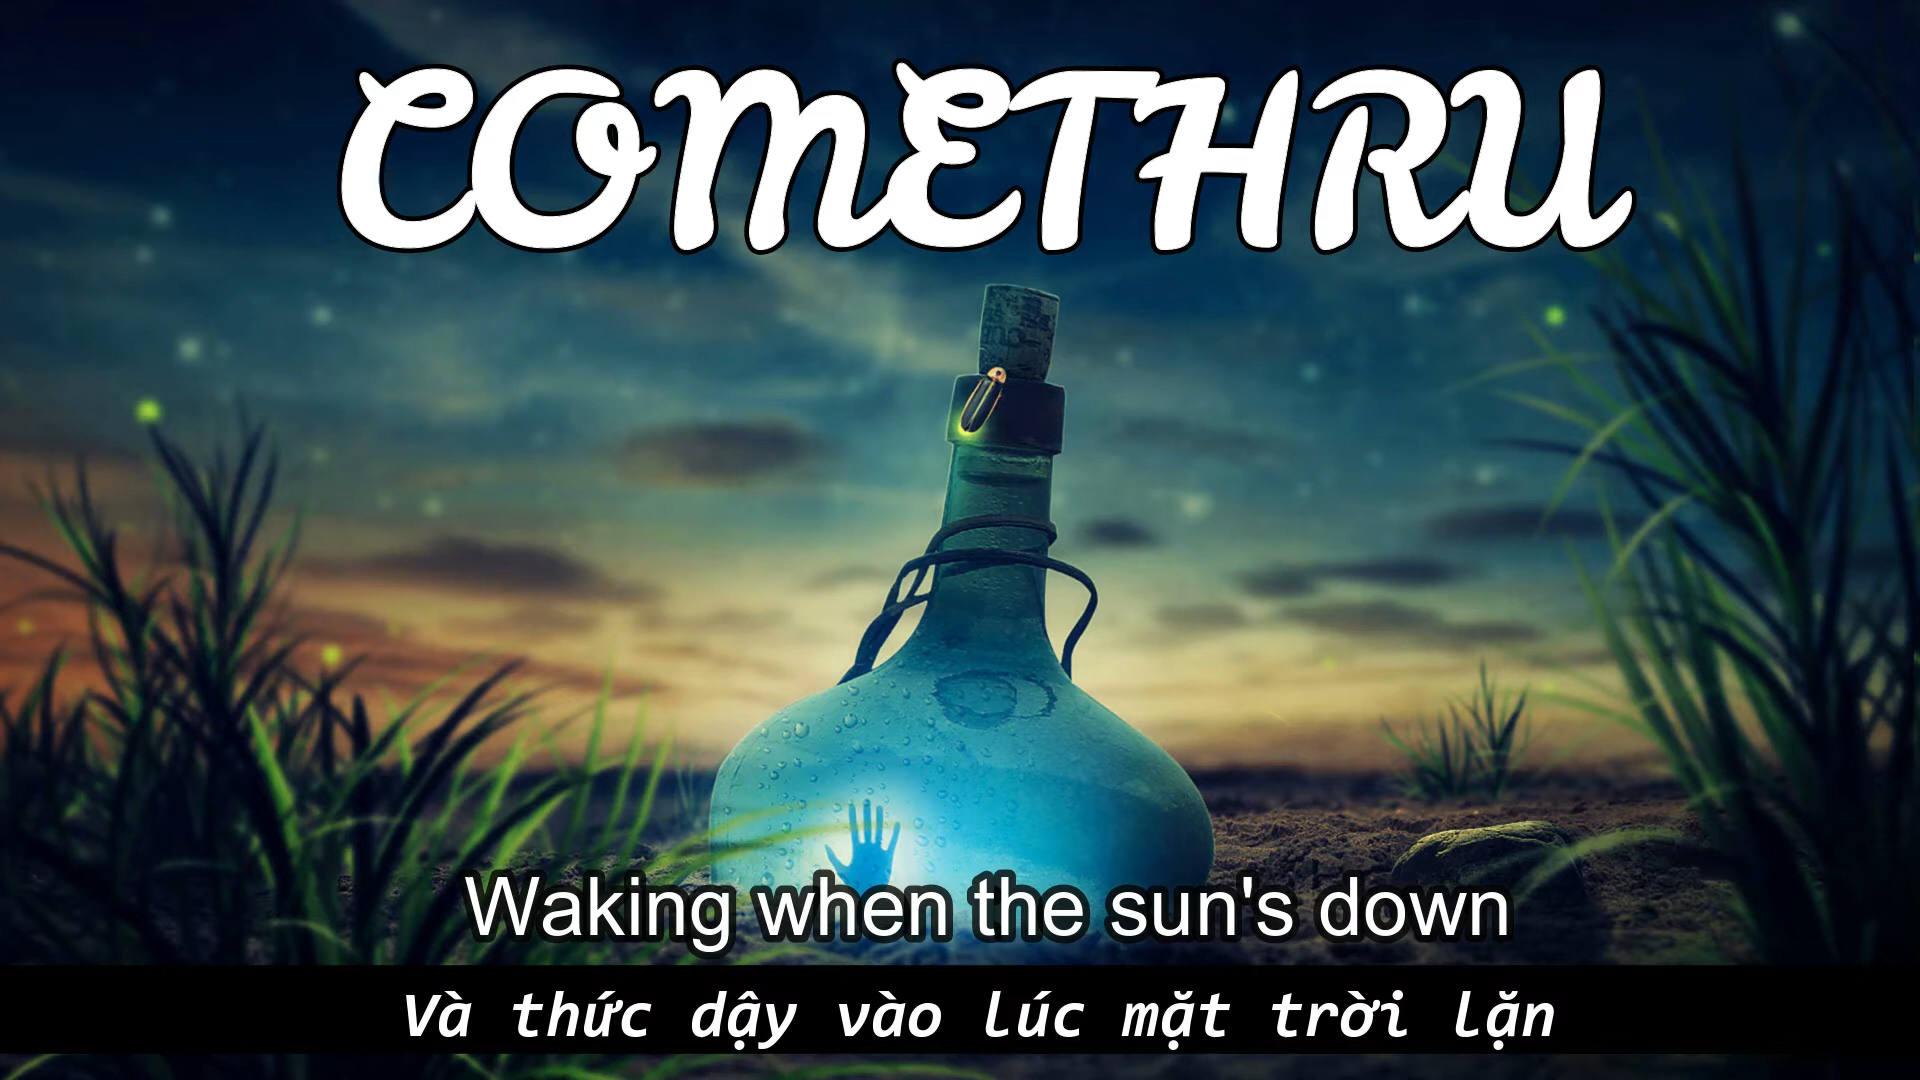 COMETHRU
Waking when the sun's down
Và thức dậy vào lúc mặt trời lặn